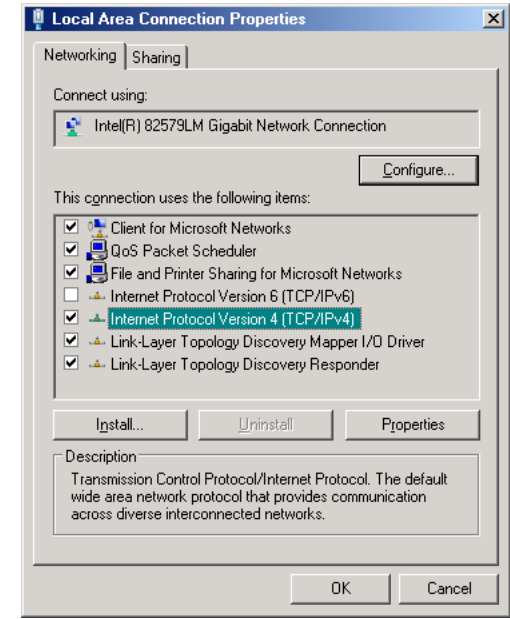 Local Area Connection Properties
Networking
Sharing
Connect using:
Intel(R) 82579LM Gigabit Network Connection
Configure...
This connection uses the following items:
Client for Microsoft Networks
QoS Packet Scheduler
File and Printer Sharing for Microsoft Networks
Internet Protocol Version 6 (TCP/IPv6)
Internet Protocol Version 4 (TCP/IPv4)
Link-Layer Topology Discovery Mapper I/O Driver
Link-Layer Topology Discovery Responder
Install...
Uninstall
Properties
Description
Transmission Control Protocol/Internet Protocol. The default
wide area network protocol that provides communication
across diverse interconnected networks.
OK
Cancel